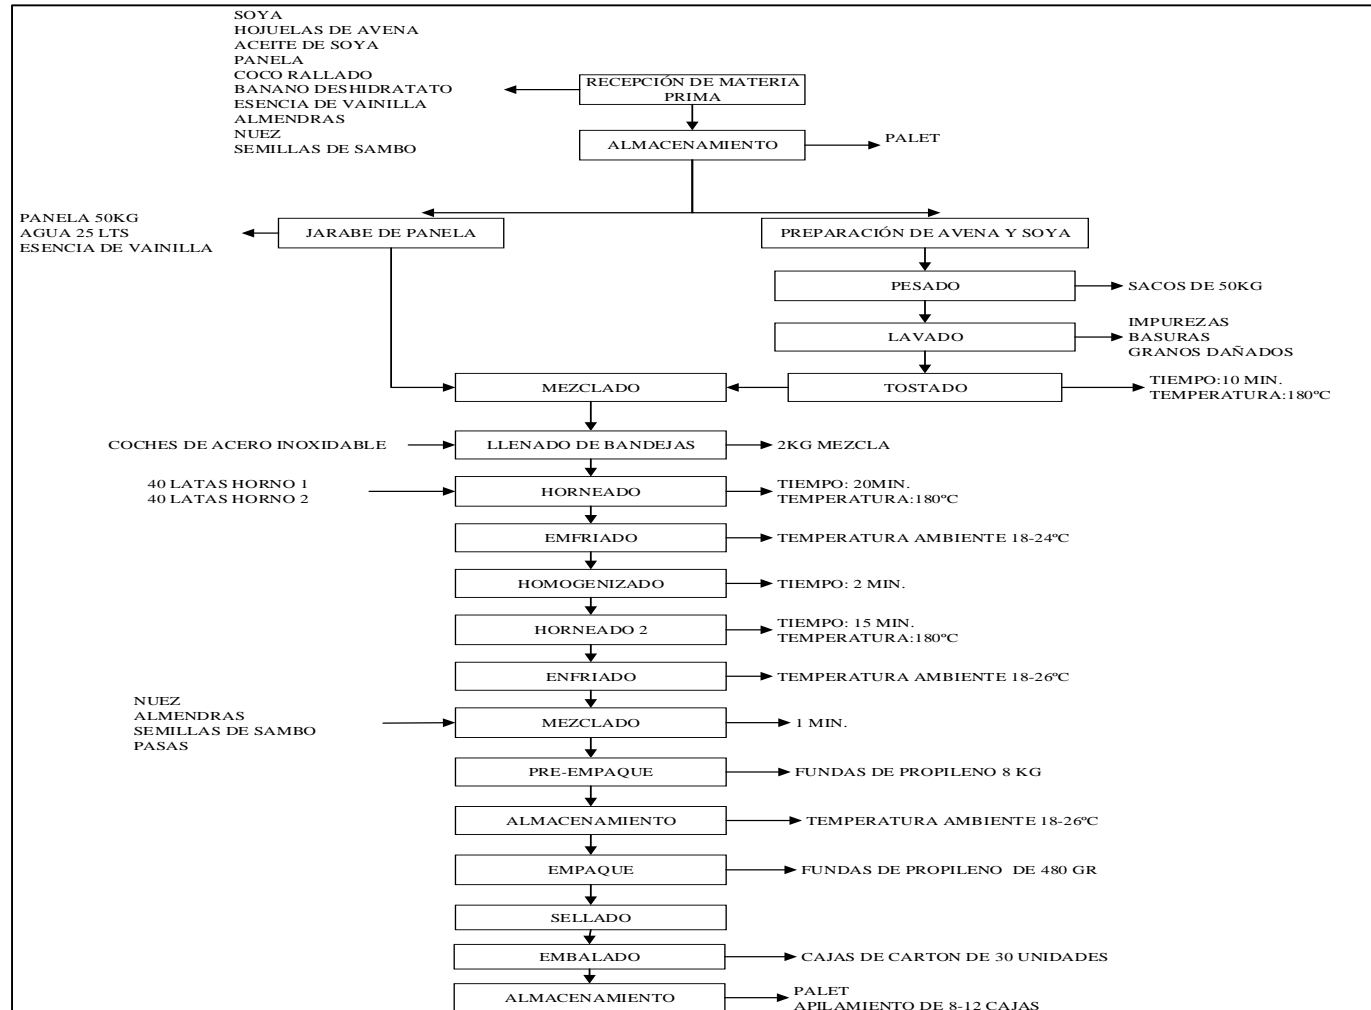 SOYA
HOJUELAS DE AVENA
ACEITE DE SOYA
PANELA
COCO RALLADO
BANANO DESHIDRATATO
ESENCIA DE VAINILLA
ALMENDRAS
NUEZ
SEMILLAS DE SAMBO
RECEPCIÓN DE MATERIA
PRIMA
ALMACENAMIENTO
PALET
PANELA 50KG
AGUA 25 LTS
ESENCIA DE VAINILLA
JARABE DE PANELA
PREPARACIÓN DE AVENA Y SOYA
PESADO
SACOS DE 50KG
LAVADO
IMPUREZAS
BASURAS
GRANOS DAÑADOS
MEZCLADO
TOSTADO
TIEMPO:10 MIN.
TEMPERATURA:180ºC
COCHES DE ACERO INOXIDABLE
LLENADO DE BANDEJAS
2KG MEZCLA
40 LATAS HORNO 1
40 LATAS HORNO 2
HORNEADO
TIEMPO: 20MIN.
TEMPERATURA:180ºC
EMFRIADO
TEMPERATURA AMBIENTE 18-24ºC
HOMOGENIZADO
TIEMPO: 2 MIN.
HORNEADO 2
TIEMPO: 15 MIN.
TEMPERATURA:180ºC
ENFRIADO
TEMPERATURA AMBIENTE 18-26ºC
NUEZ
ALMENDRAS
SEMILLAS DE SAMBO
PASAS
MEZCLADO
1 MIN.
PRE-EMPAQUE
FUNDAS DE PROPILENO 8 KG
ALMACENAMIENTO
TEMPERATURA AMBIENTE 18-26ºC
EMPAQUE
FUNDAS DE PROPILENO DE 480 GR
SELLADO
EMBALADO
CAJAS DE CARTON DE 30 UNIDADES
ALMACENAMIENTO
PALET
APILAMIENTO DE 8-12 CAJAS